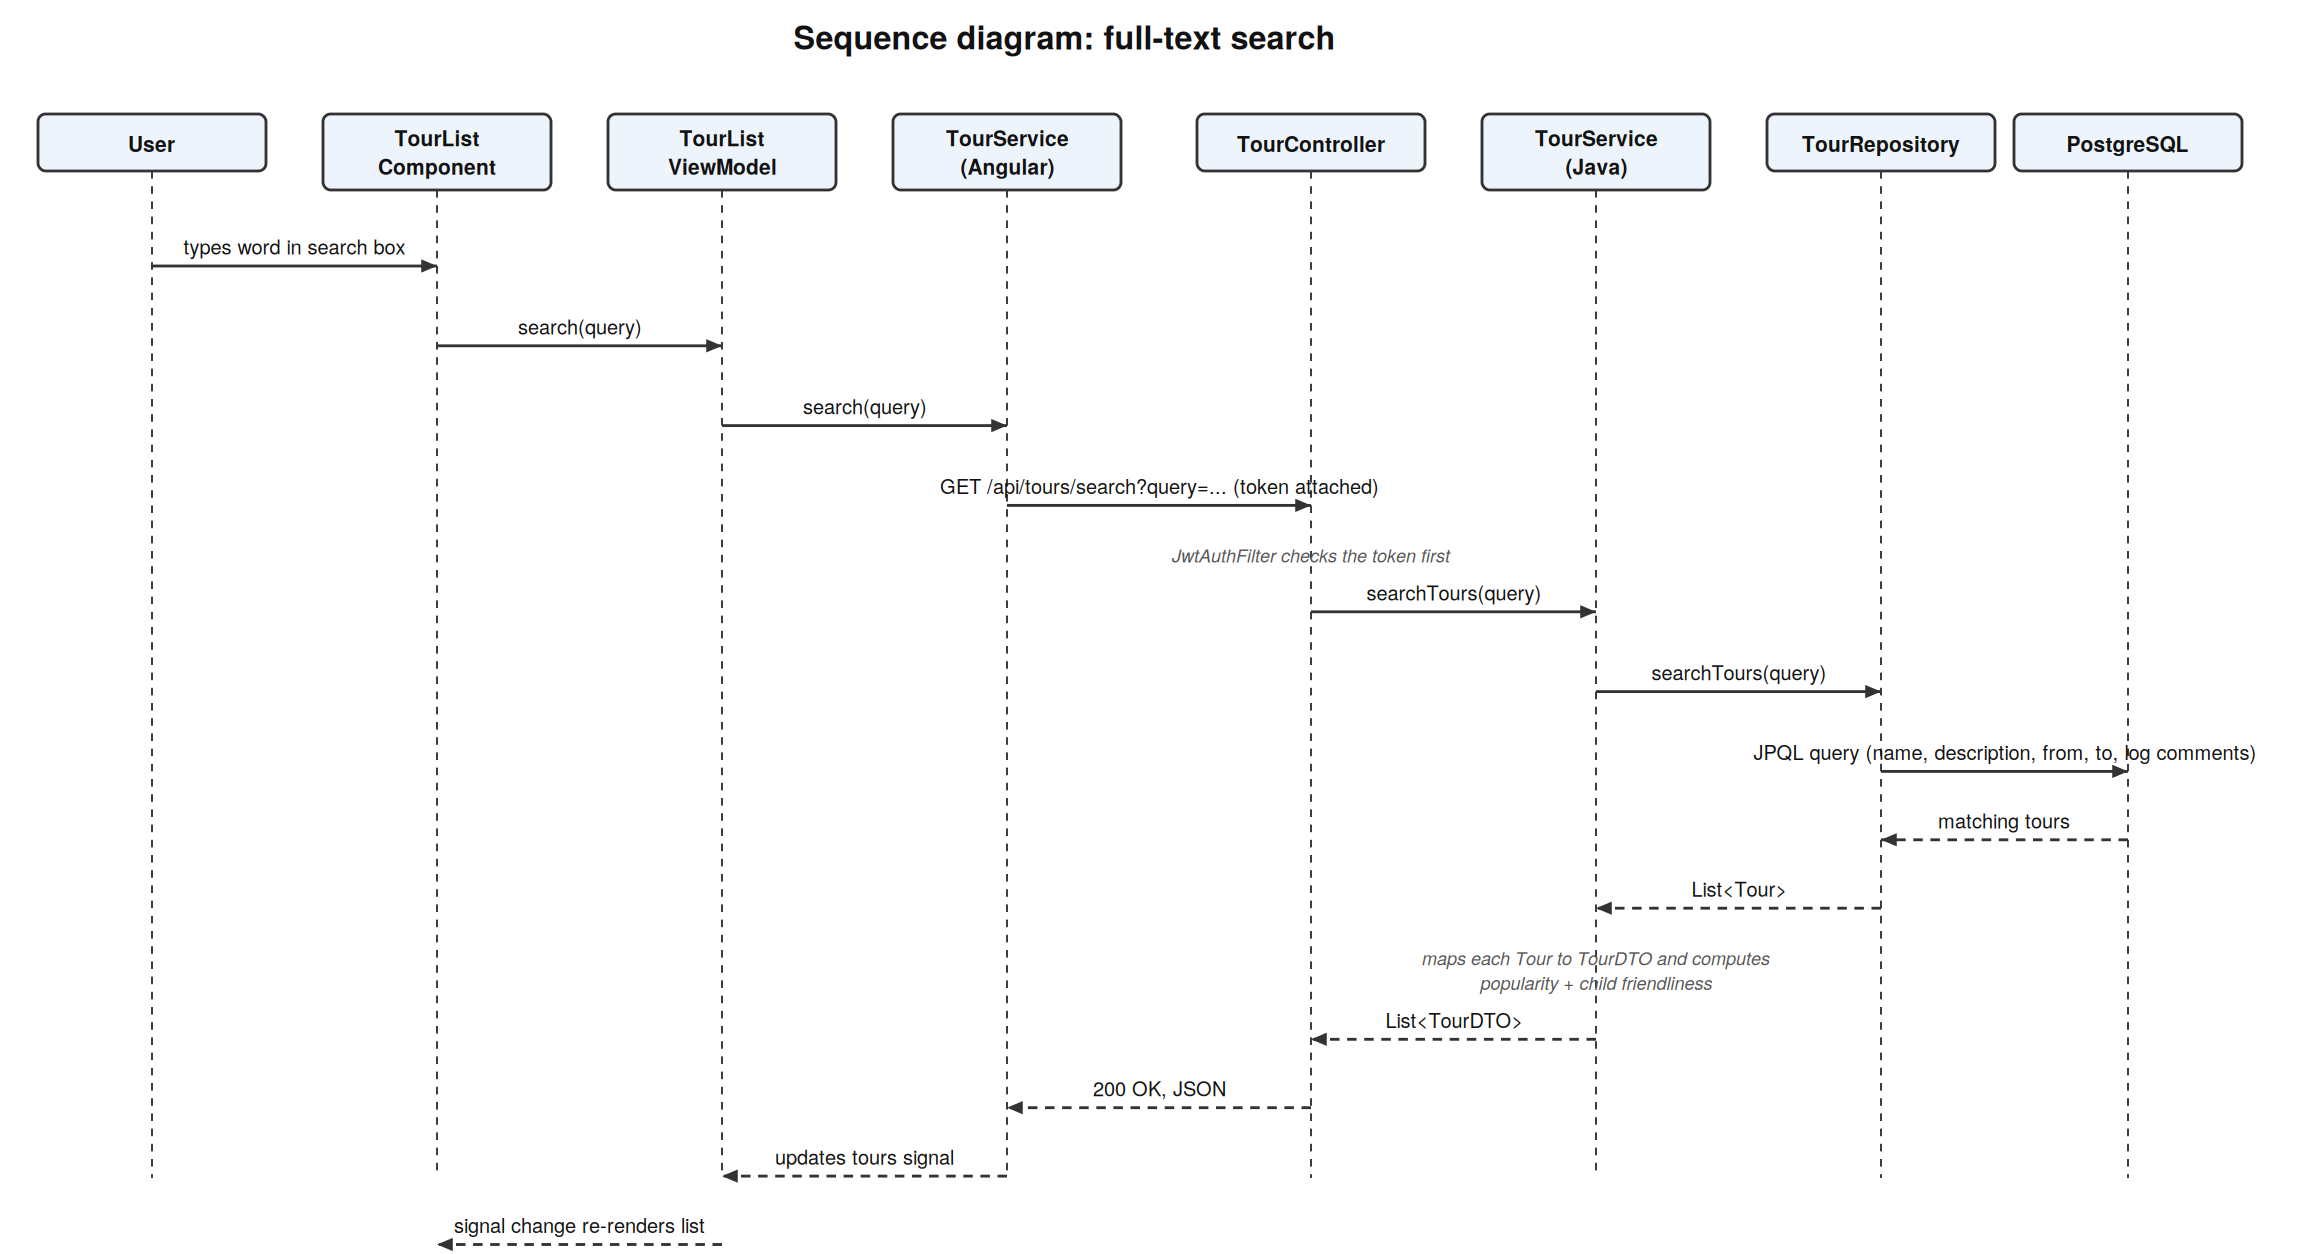 Sequence diagram: full-text search
User
TourList
Component
TourList
ViewModel
TourService
(Angular)
TourController
TourService
(Java)
TourRepository
PostgreSQL
types word in search box
search(query)
search(query)
GET /api/tours/search?query=... (token attached)
JwtAuthFilter checks the token first
searchTours(query)
searchTours(query)
JPQL query (name, description, from, to, log comments)
matching tours
List<Tour>
maps each Tour to TourDTO and computes
popularity + child friendliness
List<TourDTO>
200 OK, JSON
updates tours signal
signal change re-renders list